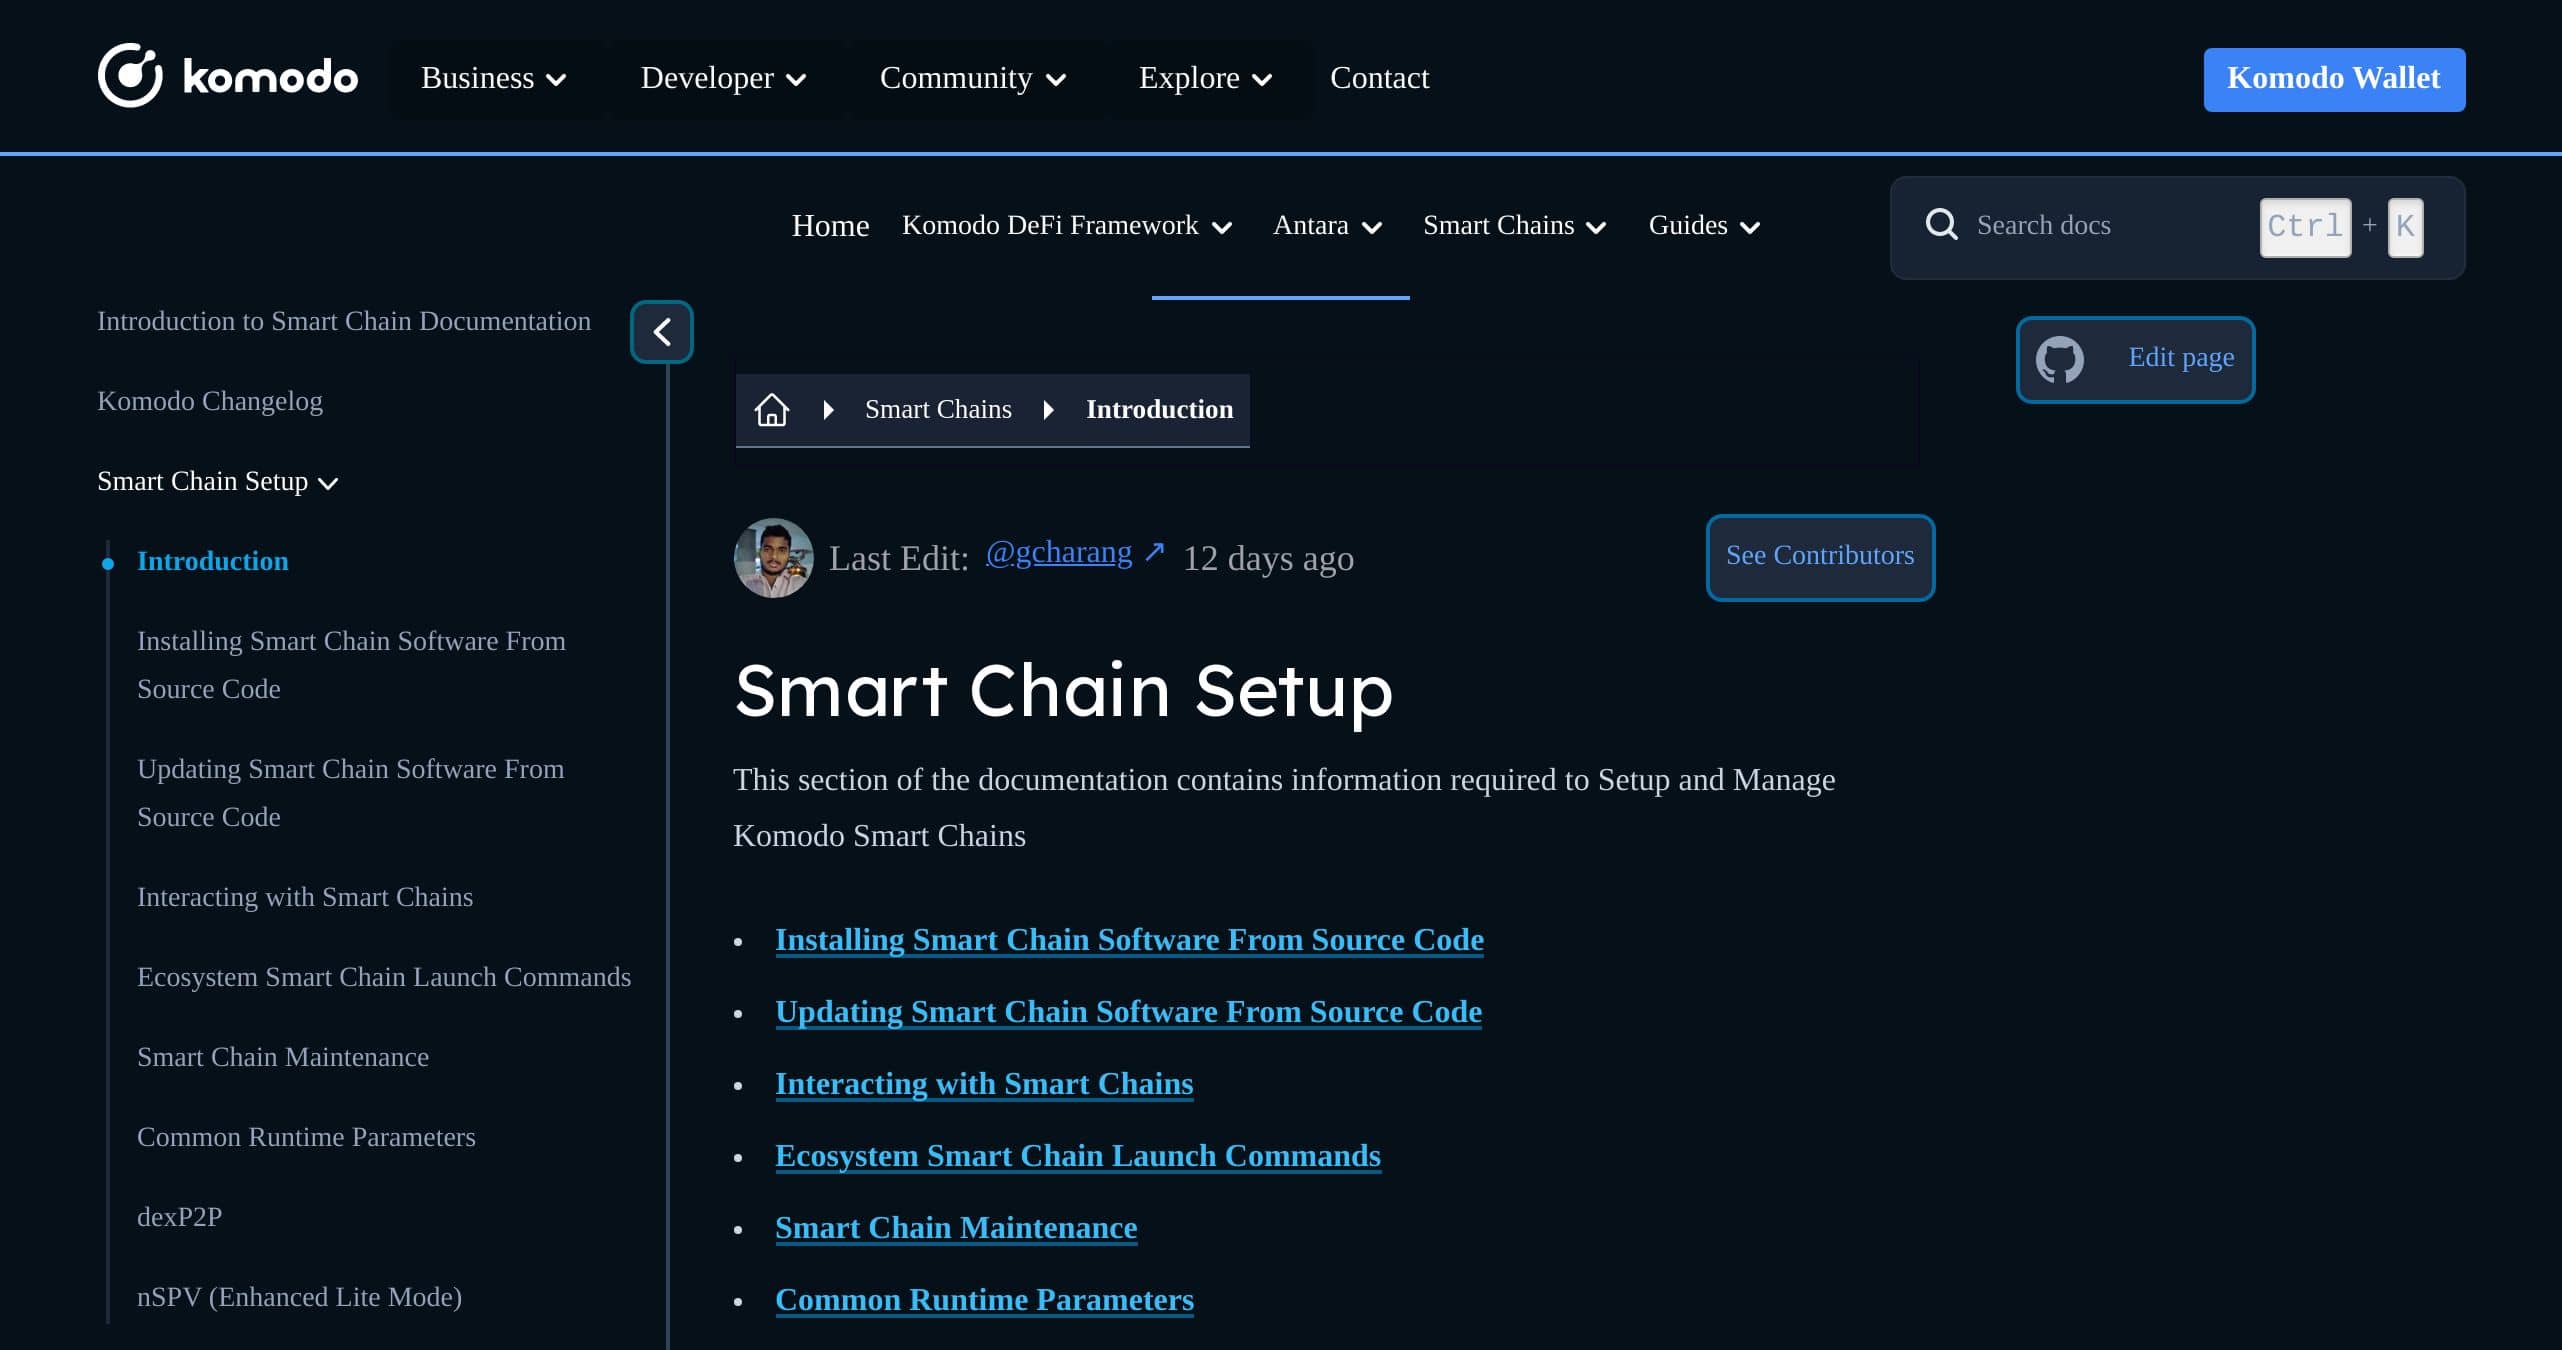 komodo
Business
Developer
Community
Explore
Contact
Komodo Wallet
Home
Komodo DeFi Framework
Antara
Smart Chains
Guides
Search docs
Ctrl + K
Introduction to Smart Chain Documentation
Komodo Changelog
Smart Chain Setup
Introduction
Installing Smart Chain Software From
Source Code
Updating Smart Chain Software From
Source Code
Interacting with Smart Chains
Ecosystem Smart Chain Launch Commands
Smart Chain Maintenance
Common Runtime Parameters
dexP2P
nSPV (Enhanced Lite Mode)
Smart Chains
Introduction
Edit page
Last Edit: @gcharang ↗ 12 days ago
See Contributors
Smart Chain Setup
This section of the documentation contains information required to Setup and Manage
Komodo Smart Chains
• Installing Smart Chain Software From Source Code
• Updating Smart Chain Software From Source Code
• Interacting with Smart Chains
• Ecosystem Smart Chain Launch Commands
• Smart Chain Maintenance
• Common Runtime Parameters